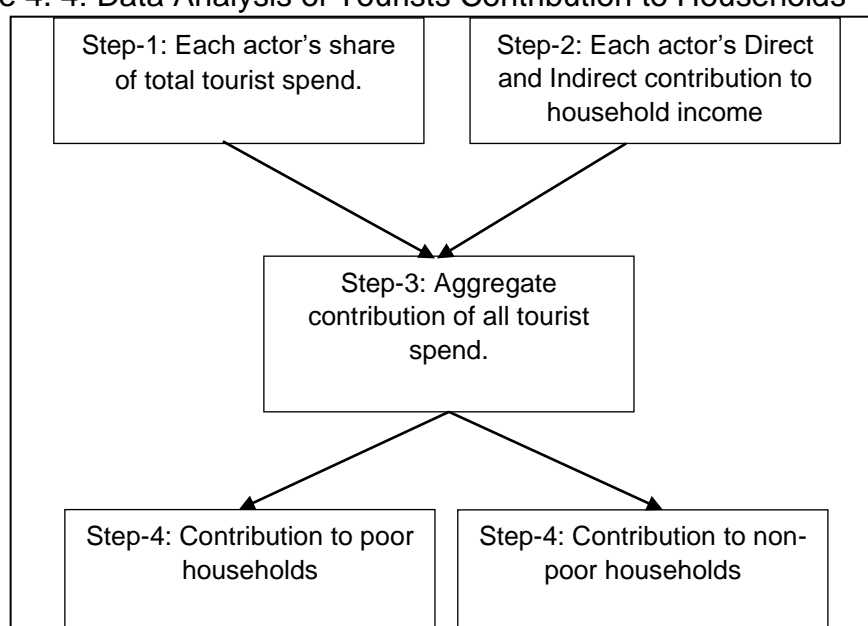 e 4. 4: Data Analysis of Tourists Contribution to Households
Step-1: Each actor’s share
of total tourist spend.
Step-2: Each actor’s Direct
and Indirect contribution to
household income
Step-3: Aggregate
contribution of all tourist
spend.
Step-4: Contribution to poor
households
Step-4: Contribution to non-
poor households